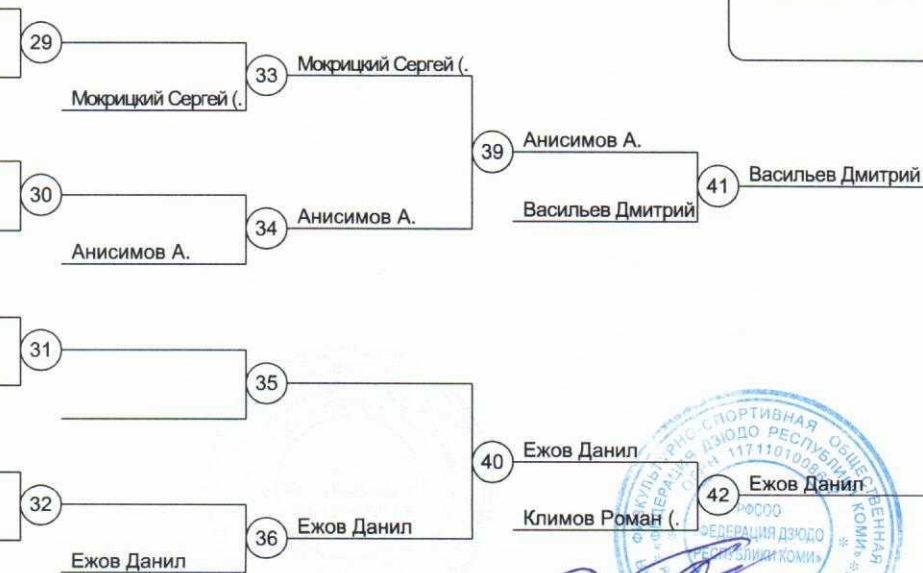 29
33
Мокрицкий Сергей (.
Мокрицкий Сергей (.
39
Анисимов А.
30
41
Васильев Дмитрий
34
Анисимов А.
Васильев Дмитрий
Анисимов А.
31
35
40
Ежов Данил
32
42
Ежов Данил
36
Ежов Данил
Климов Роман (.
Ежов Данил
РФСОО
«ФЕДЕРАЦИЯ ДЗЮДО
РЕСПУБЛИКИ КОМИ»
СПОРТИВНАЯ ОБЩЕСТВЕННАЯ
ФЕДЕРАЦИЯ ДЗЮДО РЕСПУБЛИКИ КОМИ»